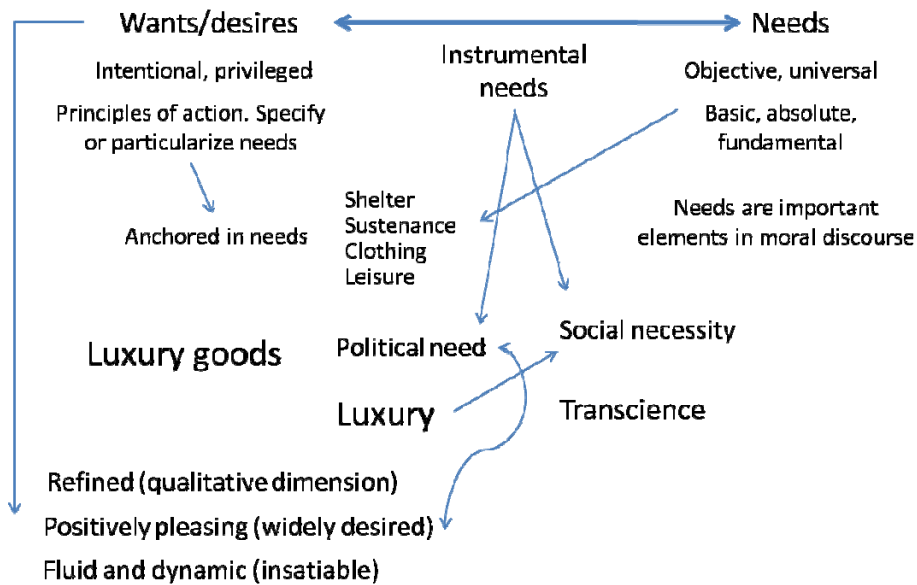 Wants/desires
Needs
Intentional, privileged
Instrumental
needs
Objective, universal
Principles of action. Specify
or particularize needs
Basic, absolute,
fundamental
Shelter
Sustenance
Clothing
Leisure
Anchored in needs
Needs are important
elements in moral discourse
Luxury goods
Political need
Social necessity
Luxury
Transcience
Refined (qualitative dimension)
Positively pleasing (widely desired)
Fluid and dynamic (insatiable)